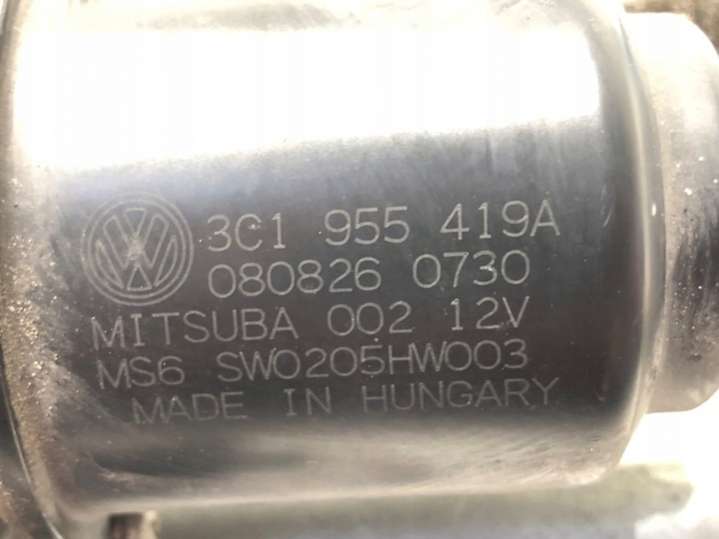 3C1 955 419A
080826 0730
MITSUBA 002 12V
MS6 SW0205HW003
MADE IN HUNGARY